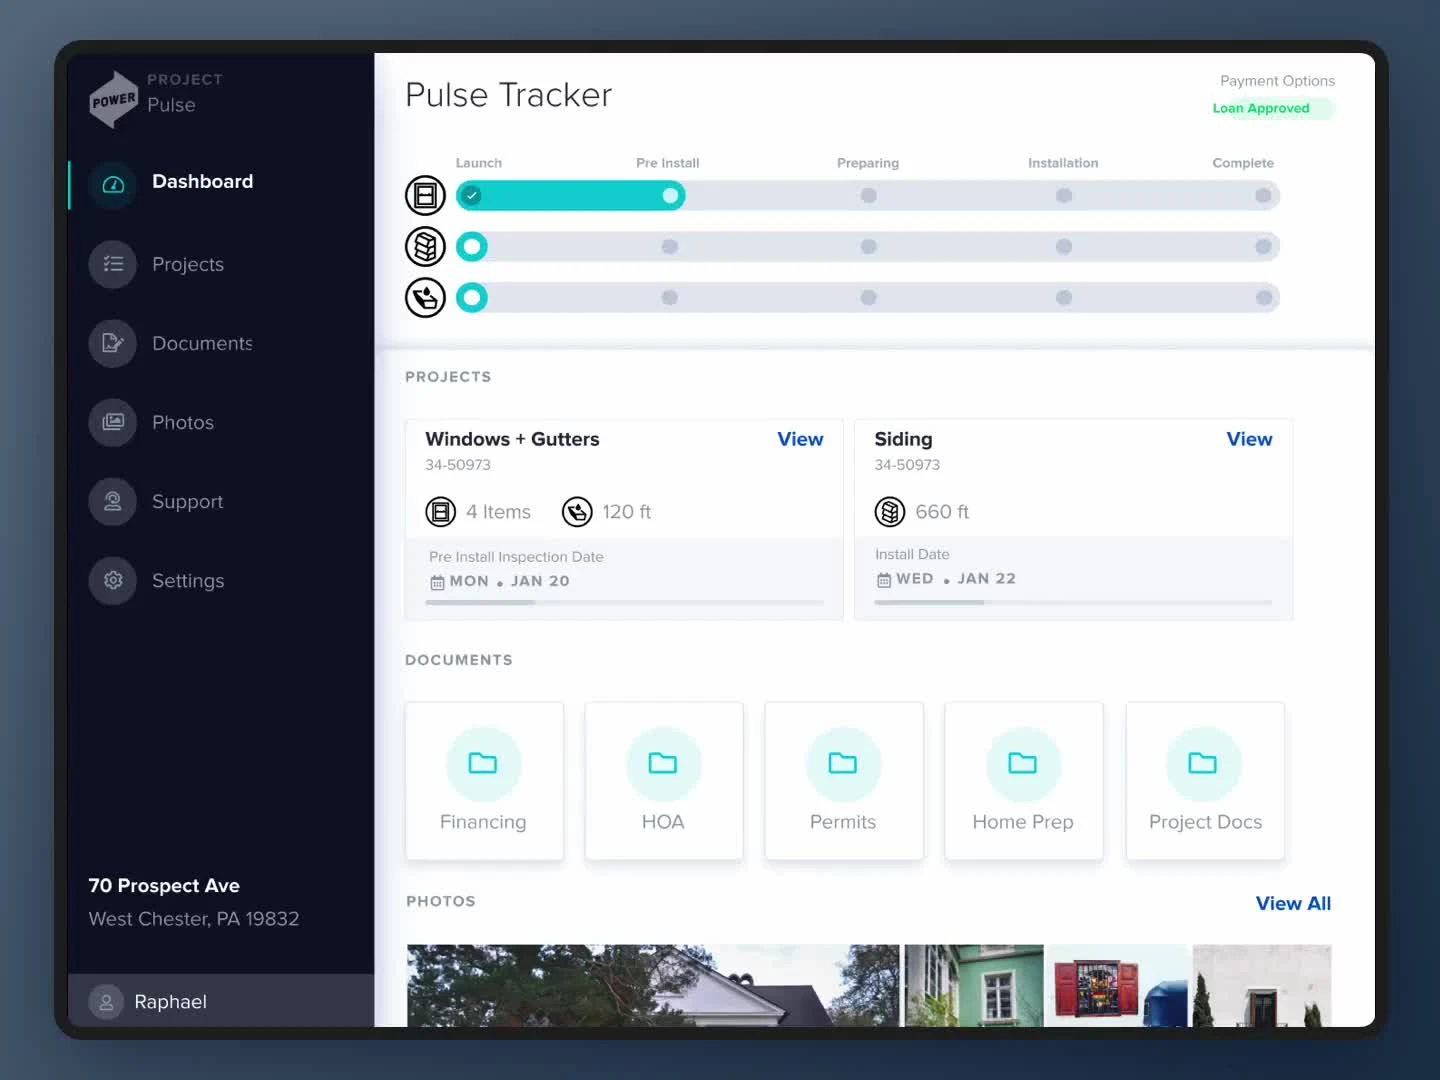 PROJECT
Pulse
POWER
Dashboard
Projects
Documents
Photos
Support
Settings
70 Prospect Ave
West Chester, PA 19832
Raphael
Pulse Tracker
Payment Options
Loan Approved
Launch
Pre Install
Preparing
Installation
Complete
PROJECTS
Windows + Gutters
View
34-50973
4 Items
120 ft
Pre Install Inspection Date
MON • JAN 20
Siding
View
34-50973
660 ft
Install Date
WED • JAN 22
DOCUMENTS
Financing
HOA
Permits
Home Prep
Project Docs
PHOTOS
View All